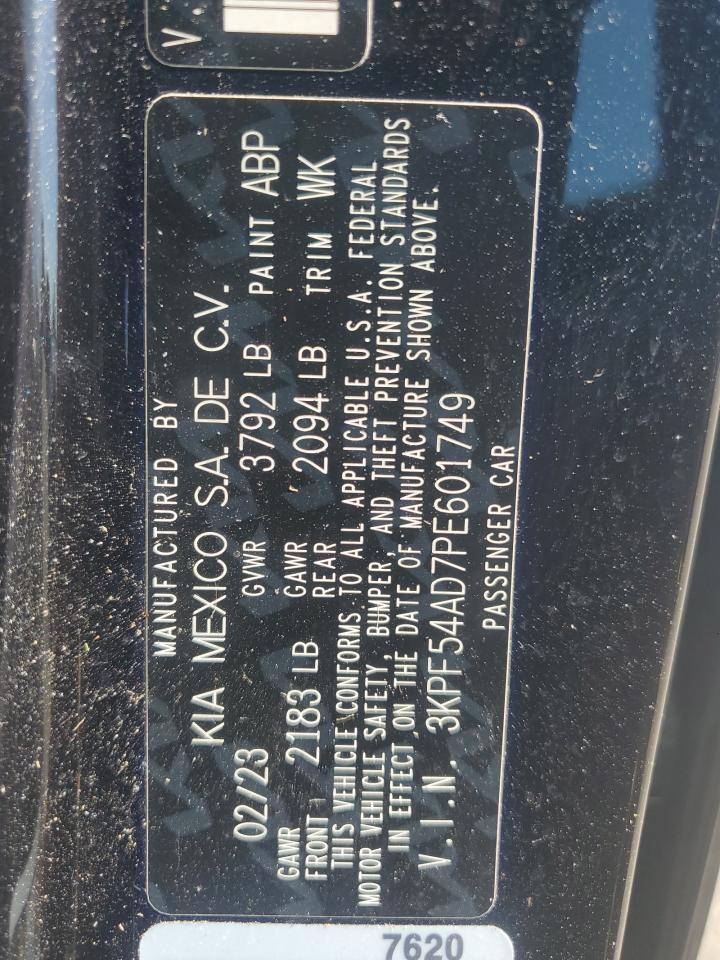 V
MANUFACTURED BY
KIA MEXICO S.A. DE C.V.
02/23 GVWR 3792 LB PAINT ABP
GAWR FRONT 2183 LB GAWR REAR 2094 LB TRIM WK
THIS VEHICLE CONFORMS TO ALL APPLICABLE U.S.A. FEDERAL
MOTOR VEHICLE SAFETY, BUMPER, AND THEFT PREVENTION STANDARDS
IN EFFECT ON THE DATE OF MANUFACTURE SHOWN ABOVE.
V.I.N. 3KPF54AD7PE601749
PASSENGER CAR
7620